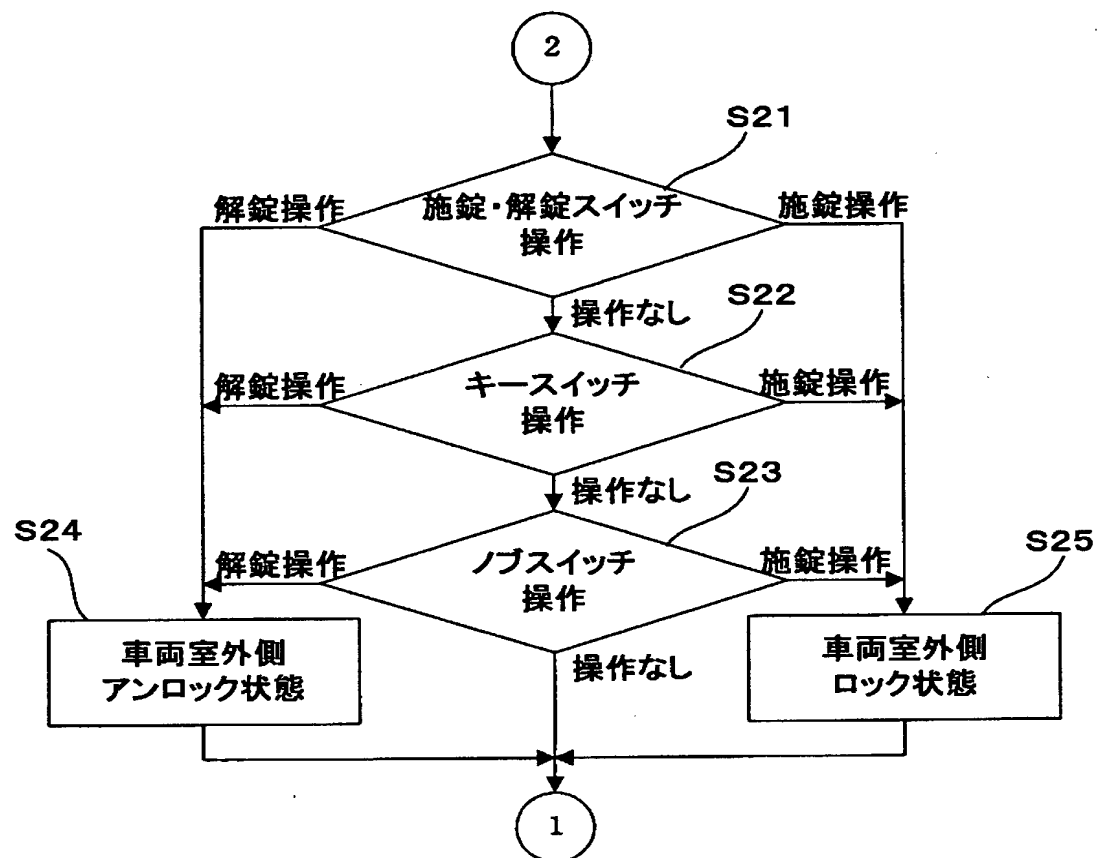 2
S21
解錠操作
施錠・解錠スイッチ
操作
施錠操作
操作なし
S22
解錠操作
キースイッチ
操作
施錠操作
操作なし
S23
解錠操作
ノブスイッチ
操作
施錠操作
S24
S25
車両室外側
アンロック状態
操作なし
車両室外側
ロック状態
1